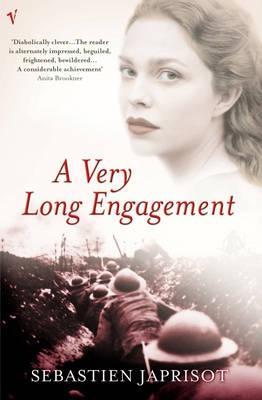 V
'Diabolically clever...The reader
is alternately impressed, beguiled,
frightened, bewildered...
A considerable achievement'
Anita Brookner
A Very
Long Engagement
SEBASTIEN JAPRISOT